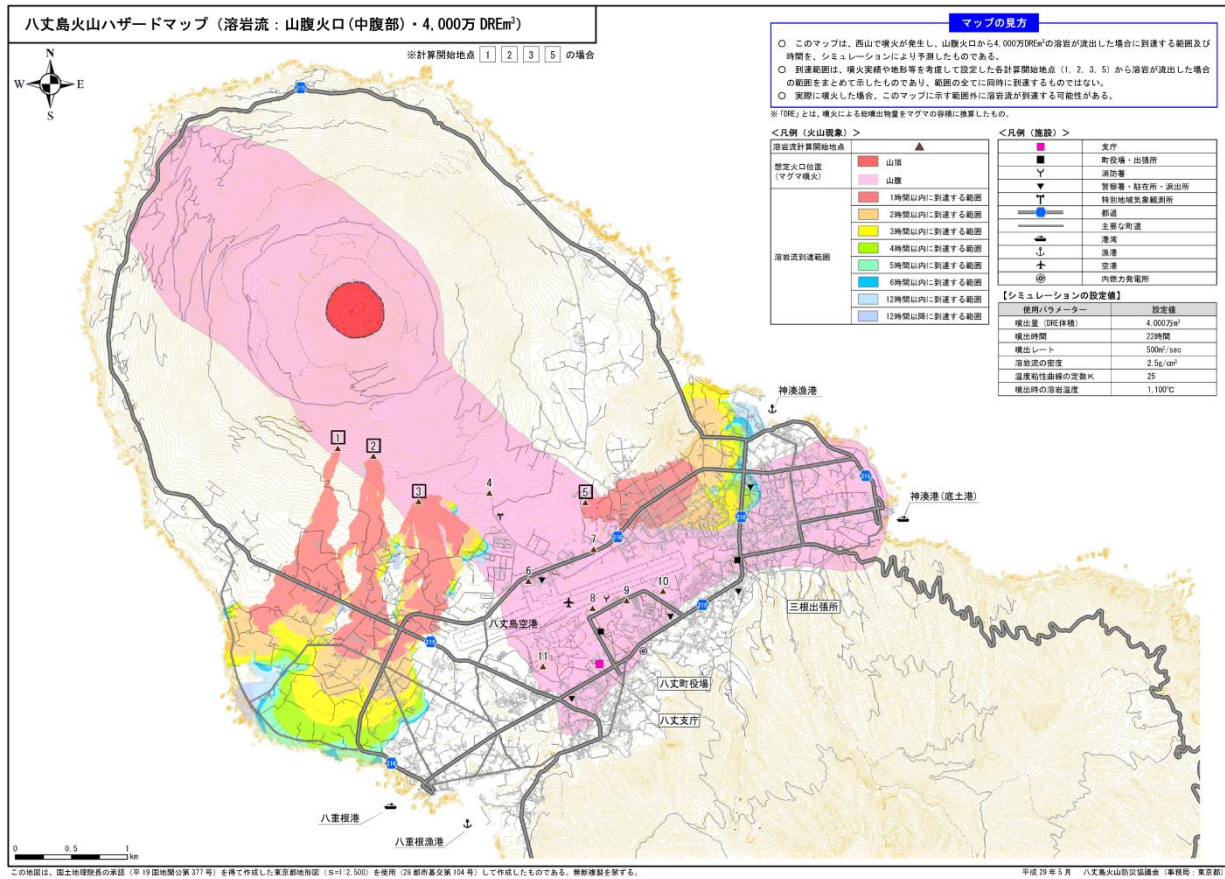 八丈島火山ハザードマップ（溶岩流：山腹火口(中腹部)・4,000万 DREm³）
※計算開始地点 1 2 3 5 の場合
マップの見方
○ このマップは、西山で噴火が発生し、山腹火口から4,000万DREm³の溶岩が流出した場合に到達する範囲及び
時間を、シミュレーションにより予測したものである。
○ 到達範囲は、噴火実績や地形等を考慮して設定した各計算開始地点（1、2、3、5）から溶岩が流出した場合
の範囲をまとめて示したものであり、範囲の全てに同時に到達するものではない。
○ 実際に噴火した場合、このマップに示す範囲外に溶岩流が到達する可能性がある。
※「DRE」とは、噴火による総噴出物量をマグマの容積に換算したもの。
＜凡例（火山現象）＞
溶岩流計算開始地点
想定火口位置
（マグマ噴火）
山頂
山腹
溶岩流到達範囲
1時間以内に到達する範囲
2時間以内に到達する範囲
3時間以内に到達する範囲
4時間以内に到達する範囲
5時間以内に到達する範囲
6時間以内に到達する範囲
12時間以内に到達する範囲
12時間以降に到達する範囲
＜凡例（施設）＞
支庁
町役場・出張所
消防署
警察署・駐在所・派出所
特別地域気象観測所
都道
主要な町道
港湾
漁港
空港
内燃力発電所
【シミュレーションの設定値】
使用パラメーター 設定値
噴出量（DRE体積） 4,000万m³
噴出時間 22時間
噴出レート 500m³/sec
溶岩流の密度 2.5g/cm³
温度粘性曲線の定数K 25
噴出時の溶岩温度 1,100℃
N
W E
S
215
神湊漁港
1
2
3
4
5
215
神湊港(底土港)
216
216
7
6
8
9
10
216
三根出張所
八丈島空港
215
11
八丈町役場
八丈支庁
216
八重根港
八重根漁港
0 0.5 1
km
この地図は、国土地理院長の承認（平19国地関公第377号）を得て作成した東京都地形図（S=1:2,500）を使用（28都市基交第104号）して作成したものである。無断複製を禁ずる。
平成29年5月 八丈島火山防災協議会（事務局：東京都）